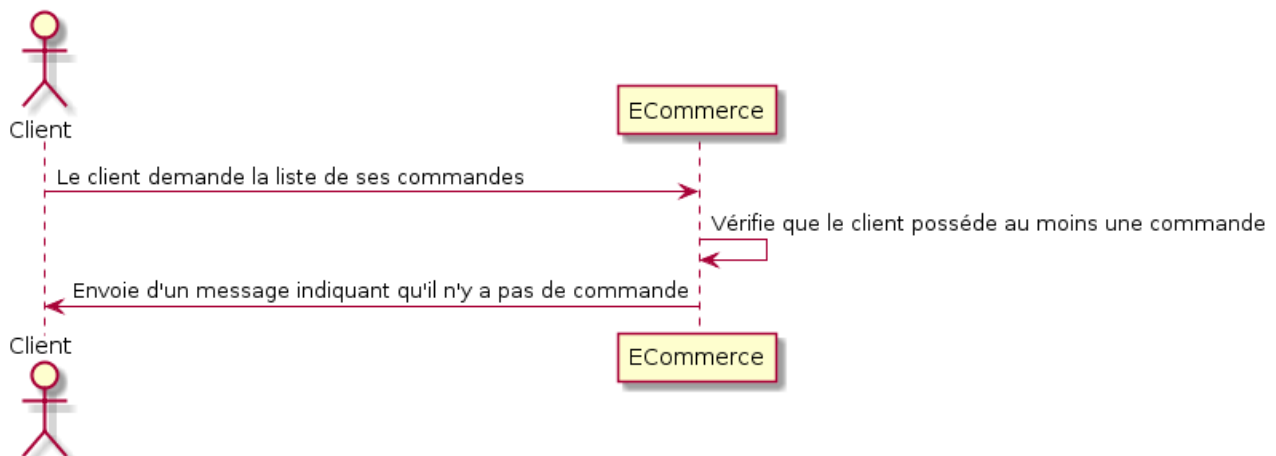 Client
ECommerce
Le client demande la liste de ses commandes
Vérifie que le client posséde au moins une commande
Envoie d'un message indiquant qu'il n'y a pas de commande
Client
ECommerce